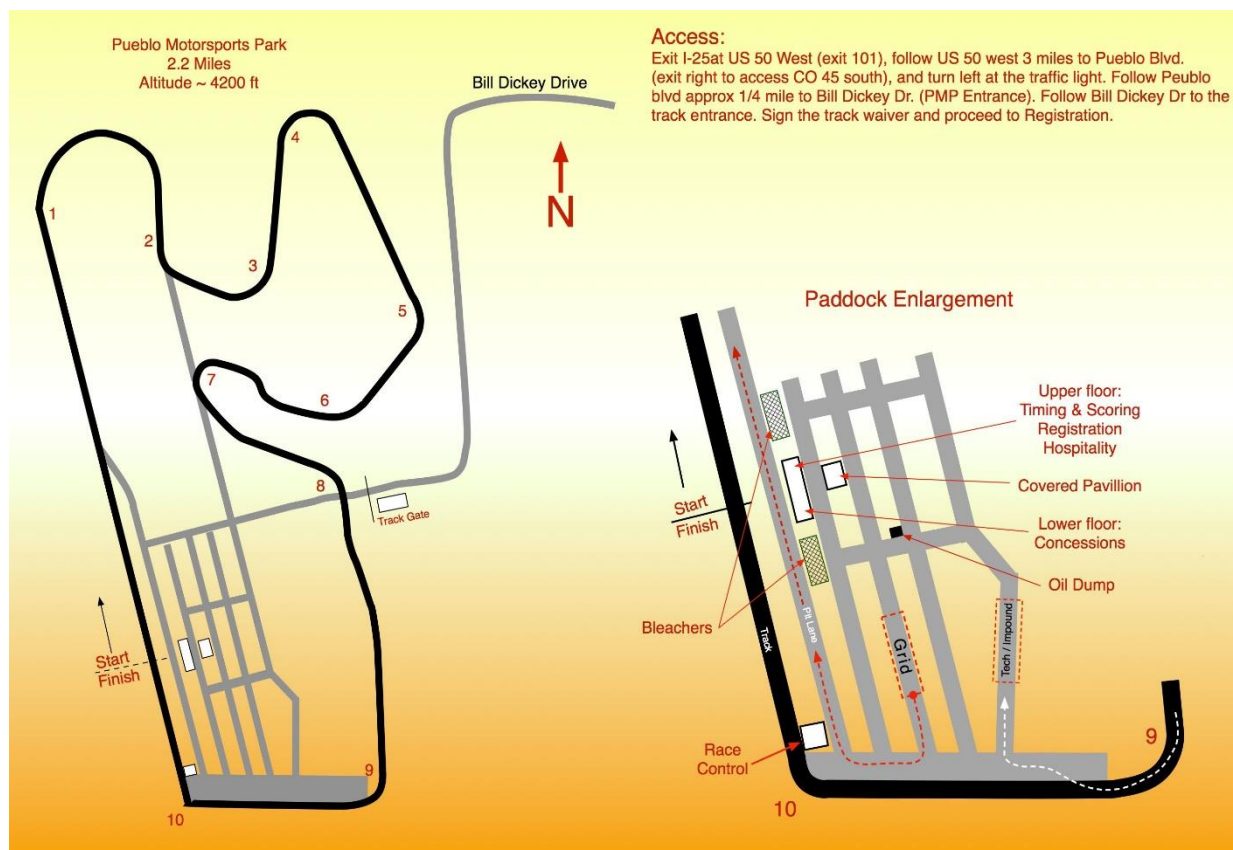 Pueblo Motorsports Park
2.2 Miles
Altitude ~ 4200 ft
Access:
Exit I-25at US 50 West (exit 101), follow US 50 west 3 miles to Pueblo Blvd.
(exit right to access CO 45 south), and turn left at the traffic light. Follow Peublo
blvd approx 1/4 mile to Bill Dickey Dr. (PMP Entrance). Follow Bill Dickey Dr to the
track entrance. Sign the track waiver and proceed to Registration.
Bill Dickey Drive
N
1
2
3
4
5
6
7
8
Track Gate
Start
Finish
9
10
Paddock Enlargement
Upper floor:
Timing & Scoring
Registration
Hospitality
Covered Pavillion
Lower floor:
Concessions
Oil Dump
Start
Finish
Bleachers
Track
Pit Lane
Grid
Tech / Impound
Race
Control
9
10